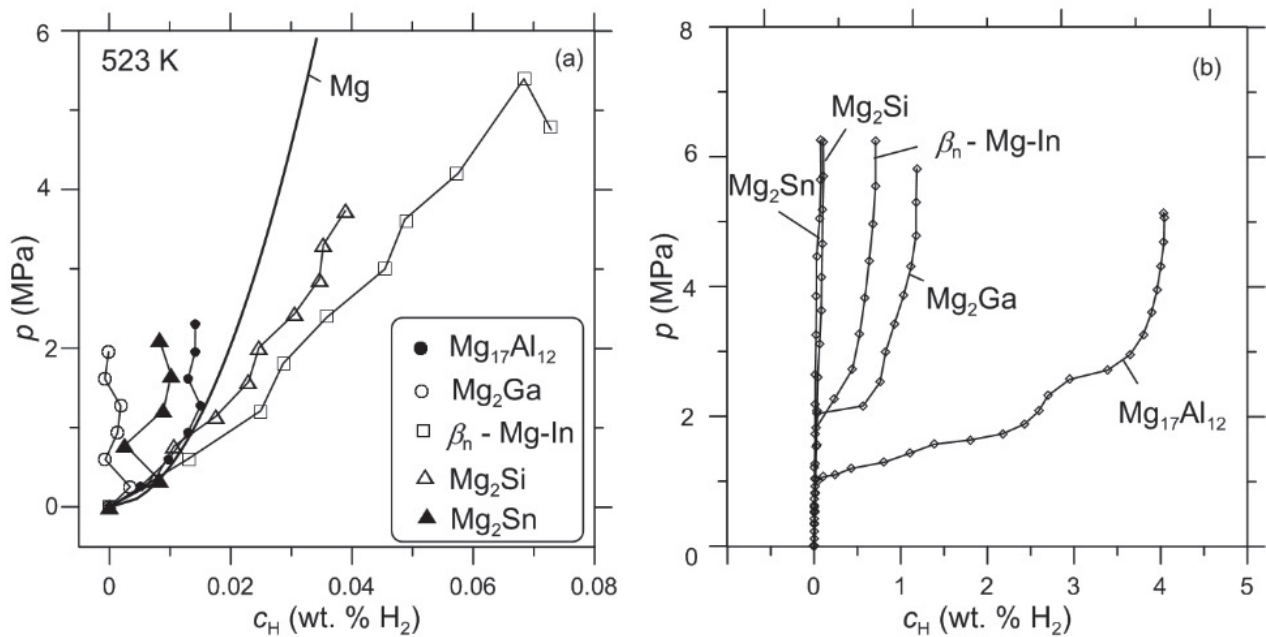 6
4
2
0
p (MPa)
523 K
(a)
Mg
Mg₁₇Al₁₂
Mg₂Ga
βₙ - Mg-In
Mg₂Si
Mg₂Sn
0
0.02
0.04
0.06
0.08
c_H (wt. % H₂)
8
6
4
2
0
p (MPa)
(b)
Mg₂Si
βₙ - Mg-In
Mg₂Sn
Mg₂Ga
Mg₁₇Al₁₂
0
1
2
3
4
5
c_H (wt. % H₂)